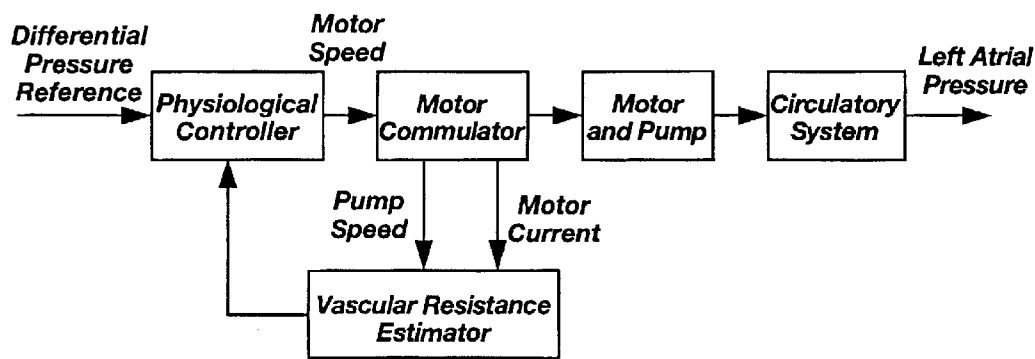 Differential
Pressure
Reference
Motor
Speed
Left Atrial
Pressure
Physiological
Controller
Motor
Commulator
Motor
and Pump
Circulatory
System
Pump
Speed
Motor
Current
Vascular Resistance
Estimator